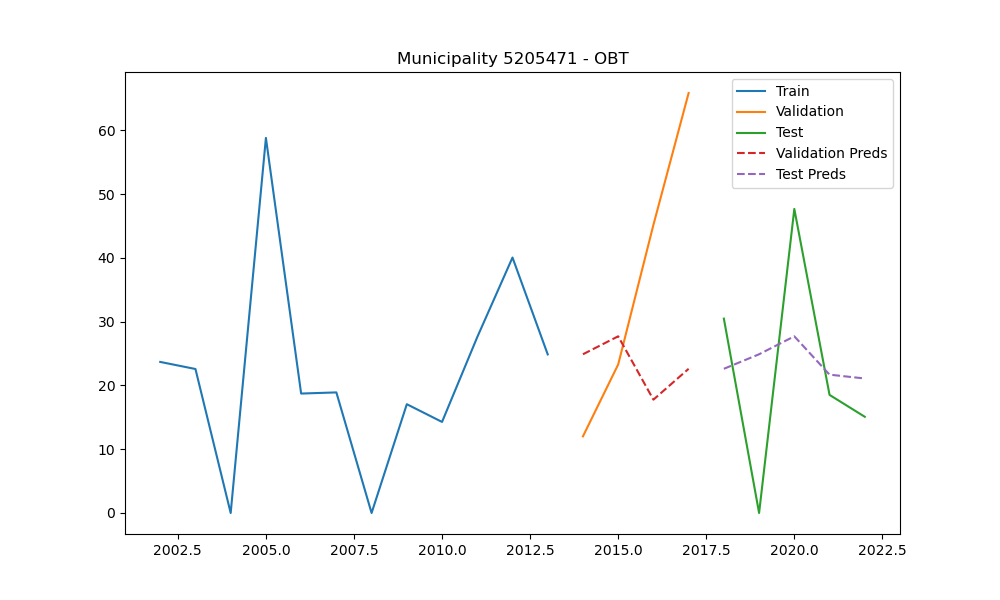 Municipality 5205471 - OBT
Train
Validation
Test
Validation Preds
Test Preds
60
50
40
30
20
10
0
2002.5 2005.0 2007.5 2010.0 2012.5 2015.0 2017.5 2020.0 2022.5